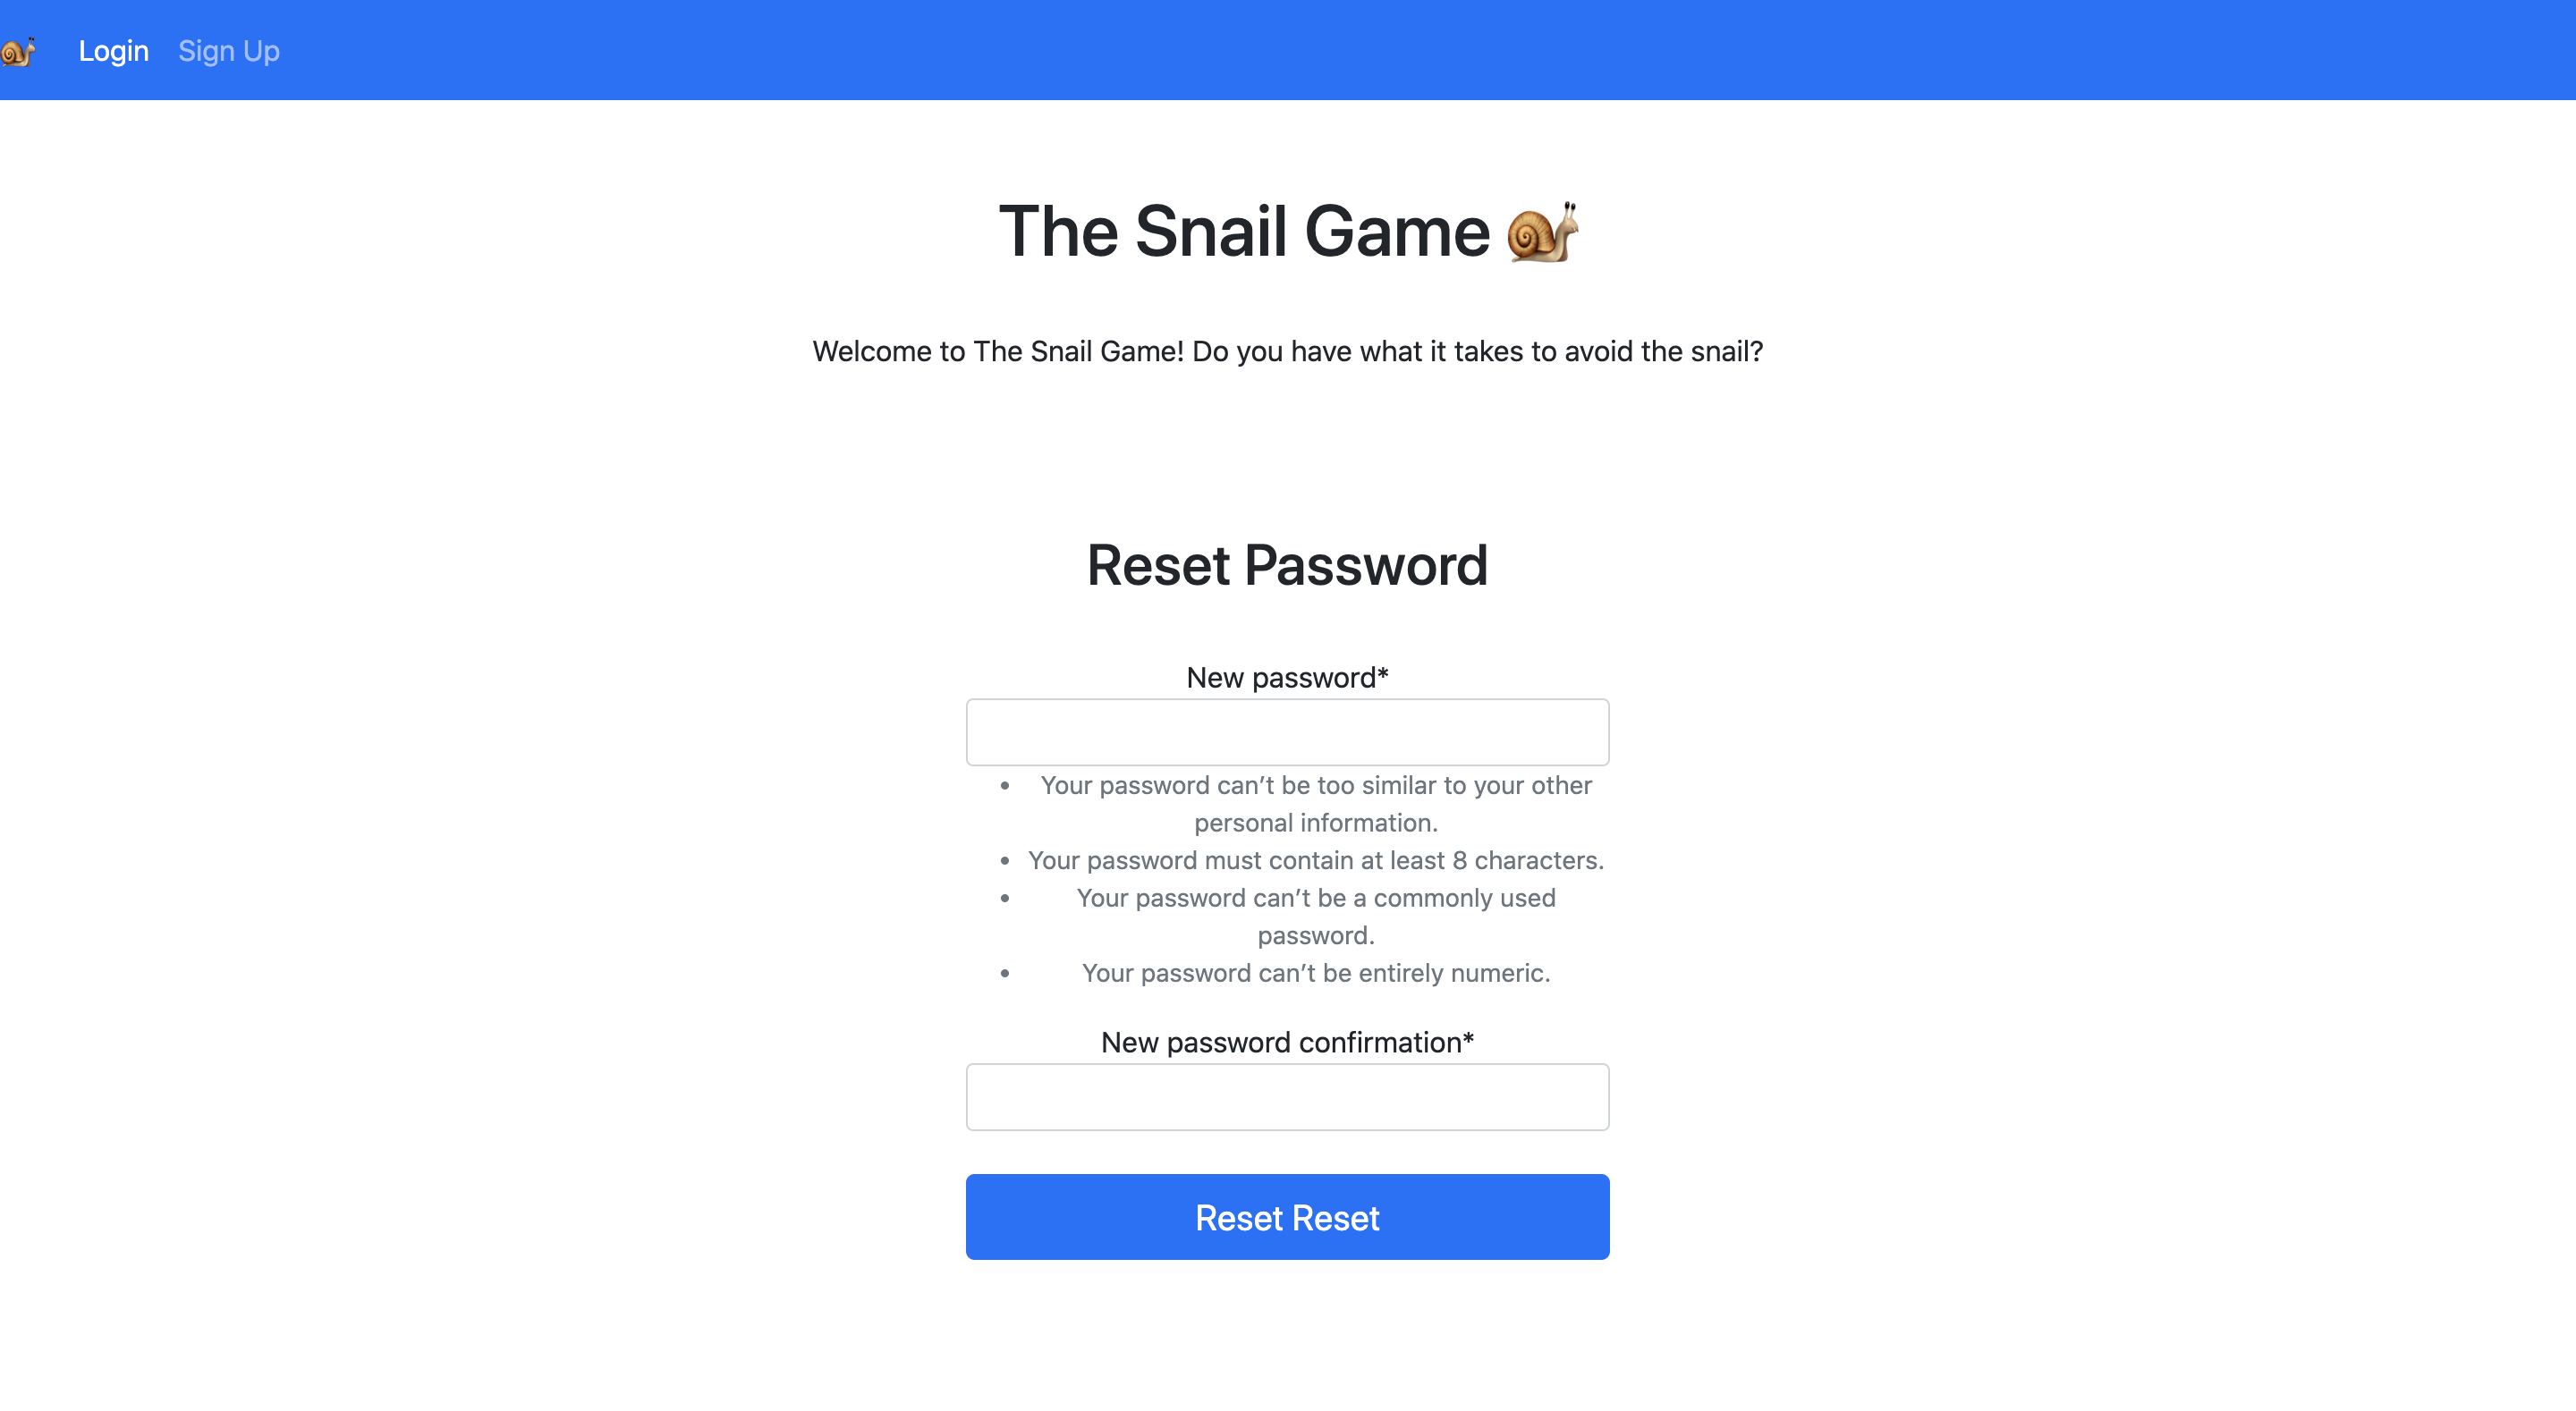 Login Sign Up
The Snail Game
Welcome to The Snail Game! Do you have what it takes to avoid the snail?
Reset Password
New password*
• Your password can’t be too similar to your other
personal information.
• Your password must contain at least 8 characters.
• Your password can’t be a commonly used
password.
• Your password can’t be entirely numeric.
New password confirmation*
Reset Reset